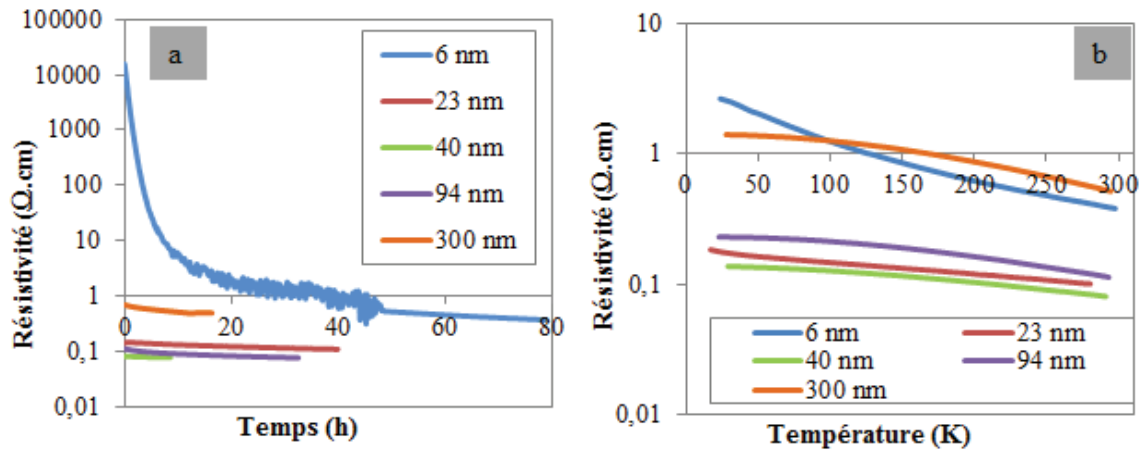 a
Résistivité (Ω.cm)
100000
10000
1000
100
10
1
0,1
0,01
0
20
40
60
80
Temps (h)
6 nm
23 nm
40 nm
94 nm
300 nm
b
Résistivité (Ω.cm)
10
1
0,1
0,01
0
50
100
150
200
250
300
6 nm
23 nm
40 nm
94 nm
300 nm
Température (K)